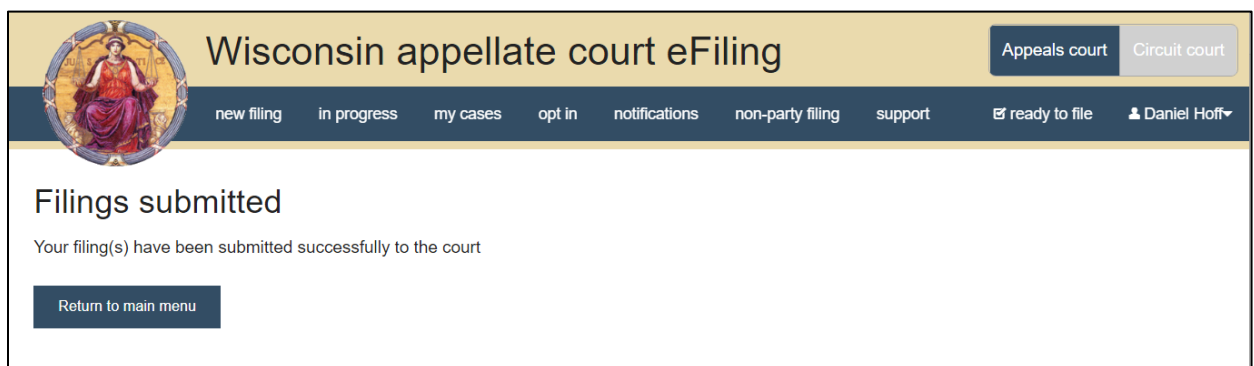 Wisconsin appellate court eFiling
Appeals court Circuit court
new filing in progress my cases opt in notifications non-party filing support ready to file Daniel Hoff
Filings submitted
Your filing(s) have been submitted successfully to the court
Return to main menu